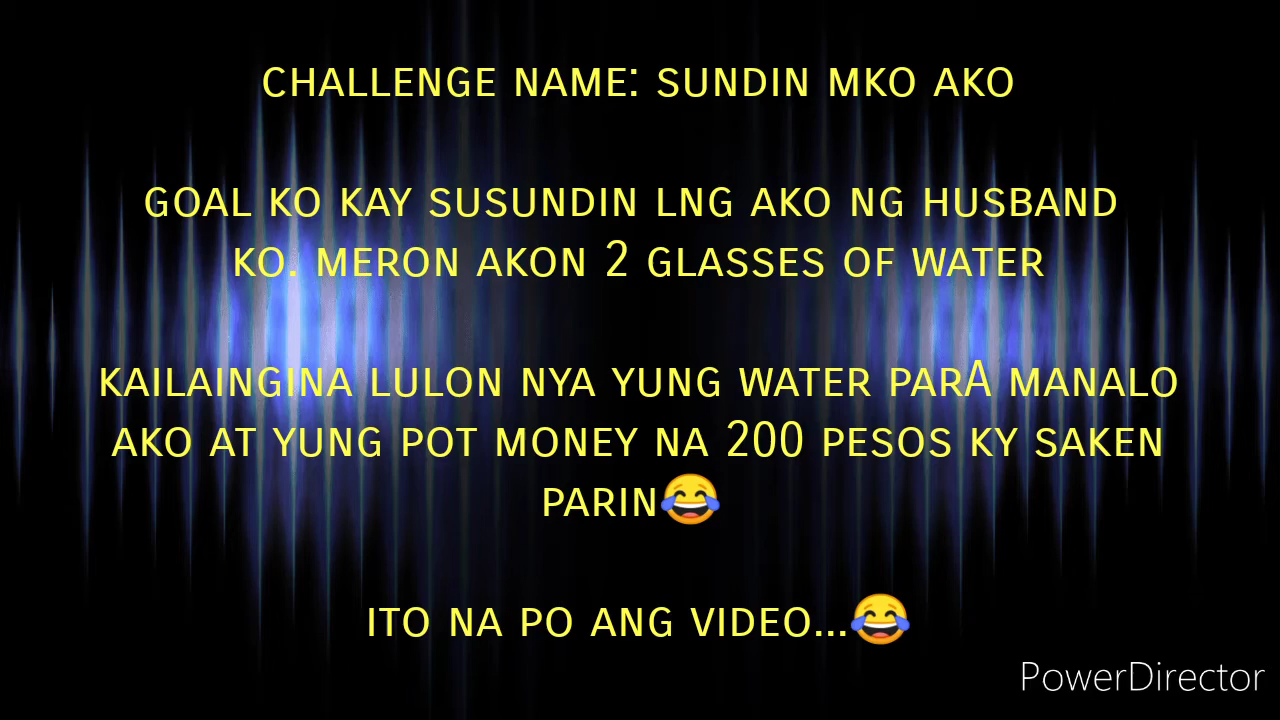 CHALLENGE NAME: SUNDIN MKO AKO
GOAL KO KAY SUSUNDIN LNG AKO NG HUSBAND
KO. MERON AKON 2 GLASSES OF WATER
KAILAINGINA LULON NYA YUNG WATER PARA MANALO
AKO AT YUNG POT MONEY NA 200 PESOS KY SAKEN
PARIN😂
ITO NA PO ANG VIDEO...😂
PowerDirector